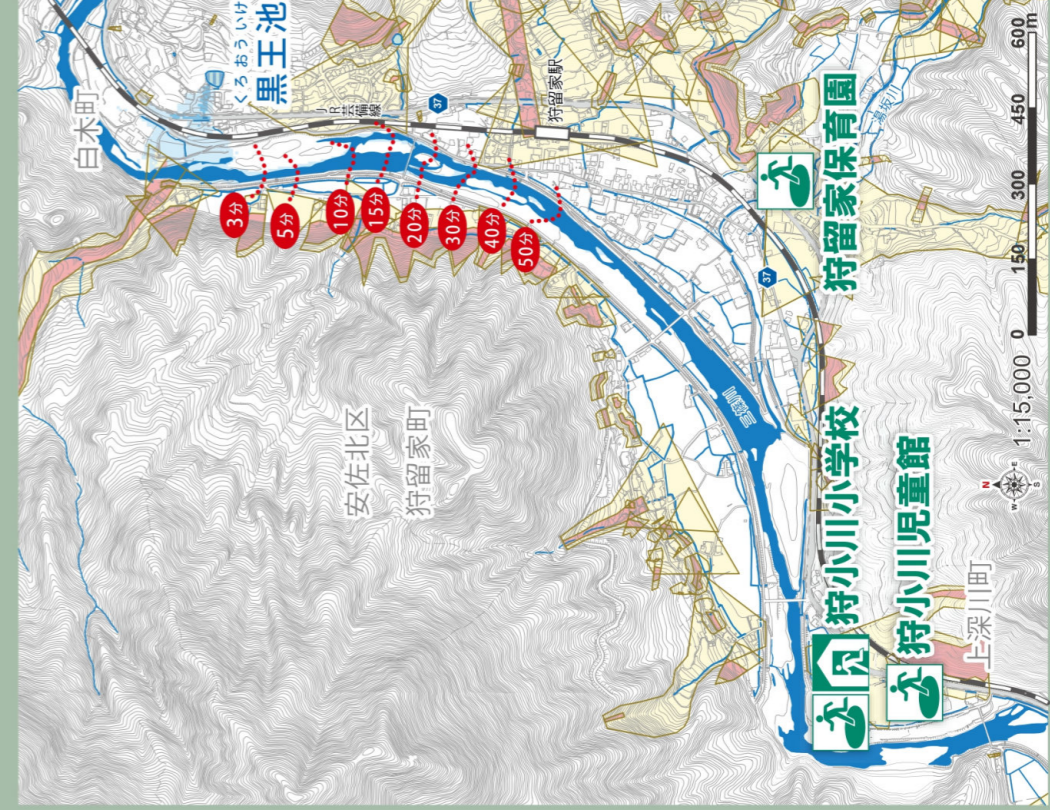 くろおういけ
黒王池
白木町
JR芸備線
37
狩留家駅
湯坂川
3分
5分
10分
15分
20分
30分
40分
50分
狩留家保育園
37
安佐北区
狩留家町
三篠川
狩小川小学校
狩小川児童館
上深川町
N
W
E
S
1:15,000
0
150
300
450
600m